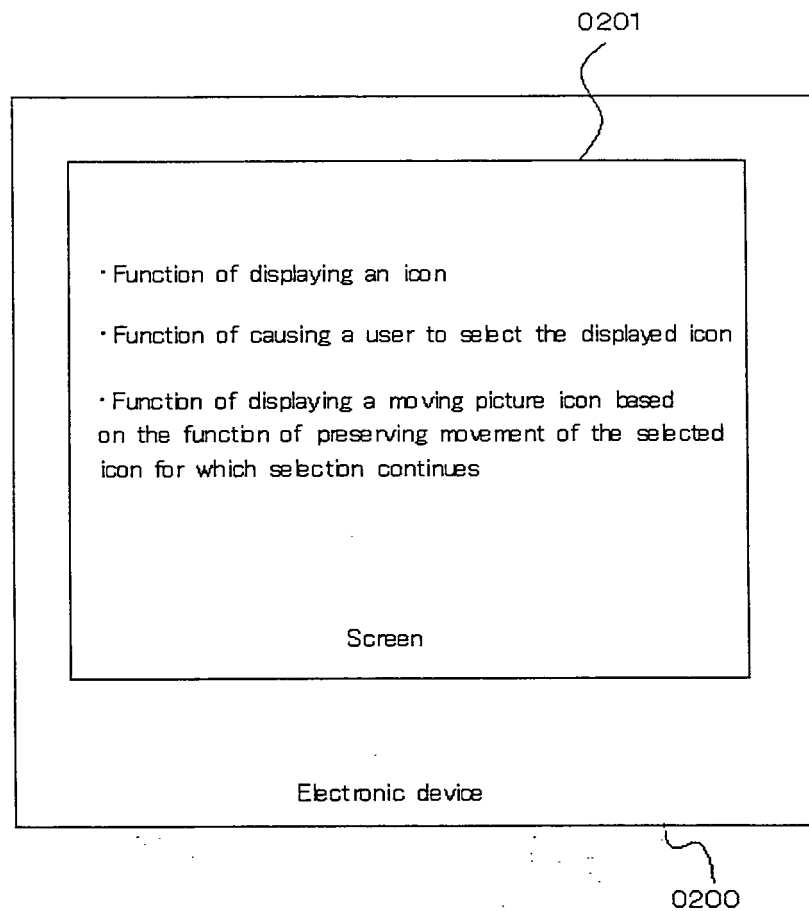 0201
・Function of displaying an icon
・Function of causing a user to select the displayed icon
・Function of displaying a moving picture icon based
on the function of preserving movement of the selected
icon for which selection continues
Screen
Electronic device
0200